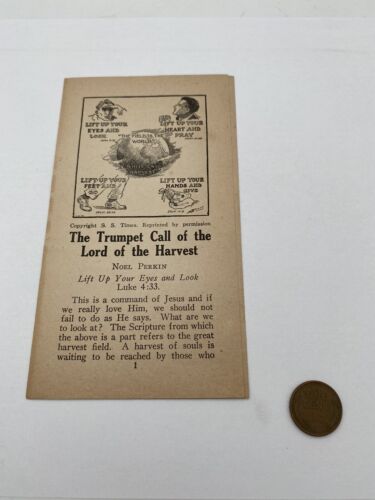 LIFT UP YOUR
EYES AND
LOOK
LIFT UP YOUR
HEART AND
PRAY
"THE FIELD IS THE
WORLD"
HARVEST
LIFT UP YOUR
FEET AND
GO
LIFT UP YOUR
HANDS AND
GIVE
Copyright S. S. Times. Reprinted by permission
The Trumpet Call of the
Lord of the Harvest
NOEL PERKIN
Lift Up Your Eyes and Look
Luke 4:33.
This is a command of Jesus and if
we really love Him, we should not
fail to do as He says. What are we
to look at? The Scripture from which
the above is a part refers to the great
harvest field. A harvest of souls is
waiting to be reached by those who
1